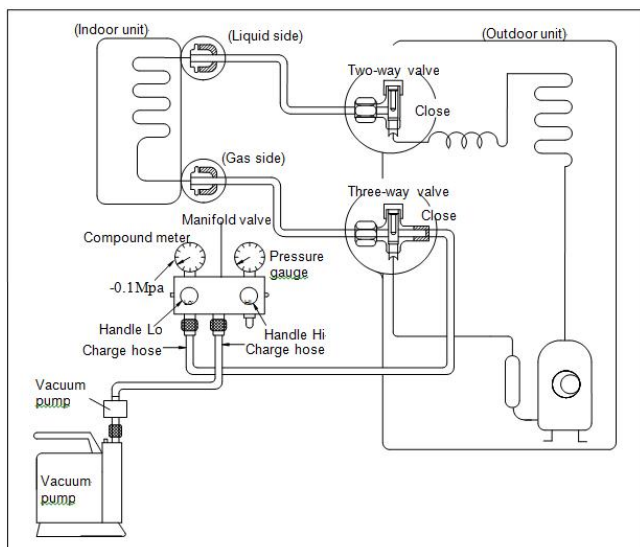 (Indoor unit)
(Liquid side)
(Outdoor unit)
Two-way valve
Close
(Gas side)
Three-way valve
Close
Manifold valve
Compound meter
Pressure
gauge
-0.1Mpa
Handle Lo
Handle Hi
Charge hose
Charge hose
Vacuum
pump
Vacuum
pump